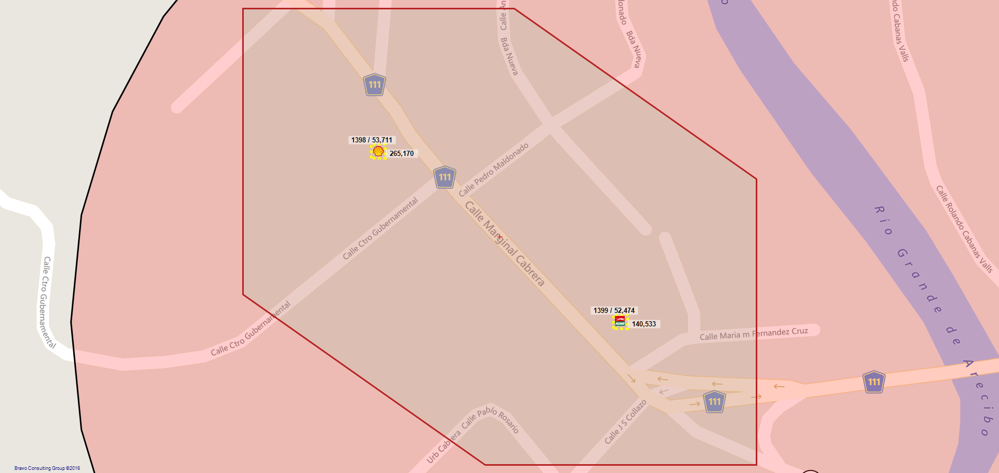 Calle An
Bda Nueva
donado
Bda Nueva
ndo Cabanas Valls
111
1398 / 53,711
265,170
111
Calle Pedro Maldonado
Calle Ctro Gubernamental
Calle Marginal Cabrera
Calle Rolando Cabanas Valls
Río Grande de Arecibo
Calle Ctro Gubernamental
Calle Ctro Gubernamental
1399 / 52,474
PUMA
140,533
Calle Maria m Fernandez Cruz
111
111
Calle J S Collazo
Calle Pablo Rosario
Urb Cabrera
Bravo Consulting Group ©2016